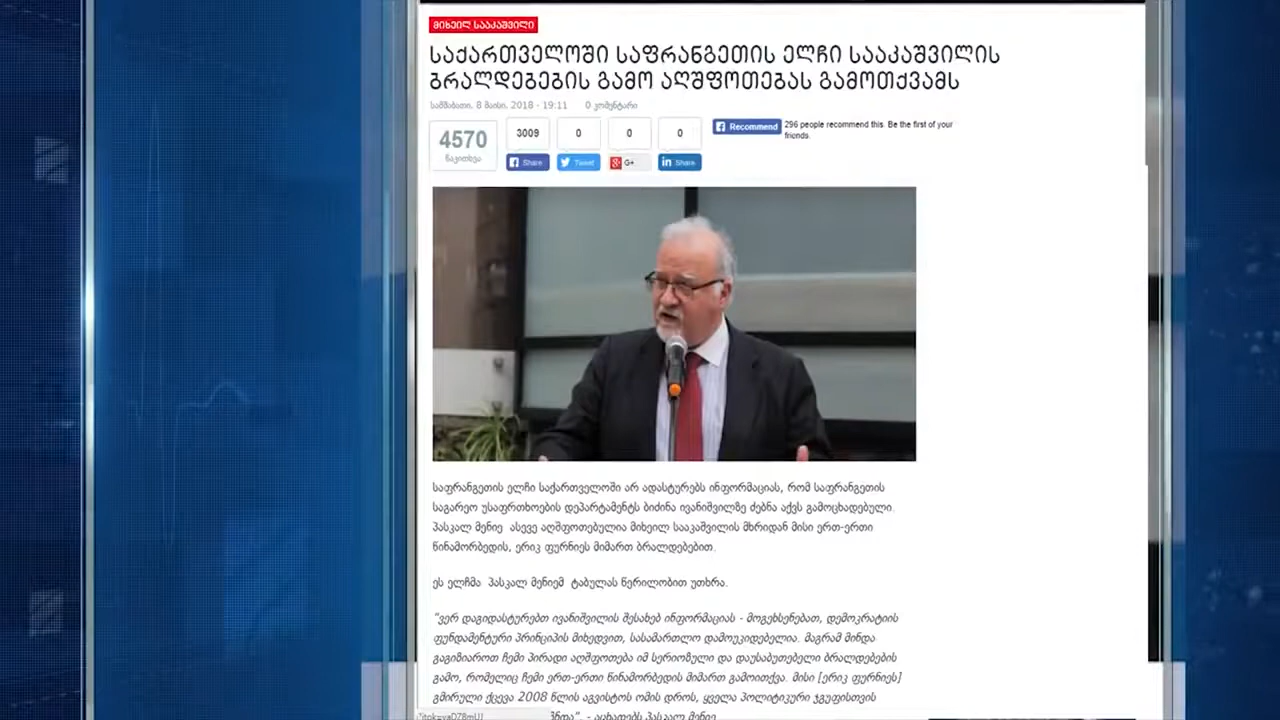 მიხეილ სააკაშვილი
საქართველოში საფრანგეთის ელჩი სააკაშვილის
ბრალდებების გამო აღშფოთებას გამოთქვამს
სამშაბათი, 8 მაისი, 2018 - 19:11 0 კომენტარი
4570
წაკითხვა
3009 0 0 0
Share Tweet G+ Share
Recommend 296 people recommend this. Be the first of your
friends.
საფრანგეთის ელჩი საქართველოში არ ადასტურებს ინფორმაციას, რომ საფრანგეთის
საგარეო უსაფრთხოების დეპარტამენტს ბიძინა ივანიშვილზე ძებნა აქვს გამოცხადებული.
პასკალ მენიე ასევე აღშფოთებულია მიხეილ სააკაშვილის მხრიდან მისი ერთ-ერთი
წინამორბედის, ერიკ ფურნიეს მიმართ ბრალდებებით.
ეს ელჩმა პასკალ მენიემ ტაბულას წერილობით უთხრა.
"ვერ დაგიდასტურებთ ივანიშვილის შესახებ ინფორმაციას - მოგეხსენებათ, დემოკრატიის
ფუნდამენტური პრინციპის მიხედვით, სასამართლო დამოუკიდებელია. მაგრამ მინდა
გაგიზიაროთ ჩემი პირადი აღშფოთება იმ სერიოზული და დაუსაბუთებელი ბრალდებების
გამო, რომელიც ჩემი ერთ-ერთი წინამორბედის მიმართ გამოითქვა. მისი [ერიკ ფურნიეს]
გმირული ქცევა 2008 წლის აგვისტოს ომის დროს, ყველა პოლიტიკური ჯგუფისთვის
- აცხადებს პასკალ მენიე